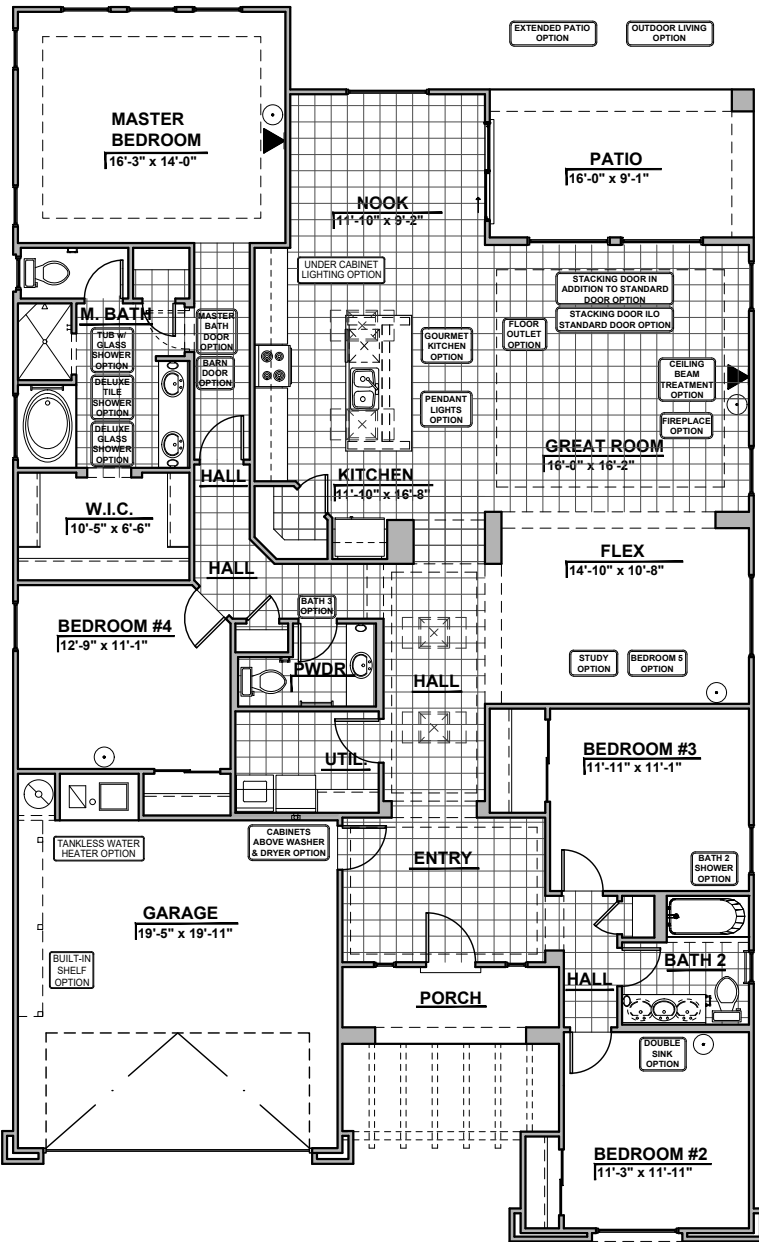 EXTENDED PATIO
OPTION
OUTDOOR LIVING
OPTION
MASTER
BEDROOM
16'-3" x 14'-0"
PATIO
16'-0" x 9'-1"
NOOK
11'-10" x 9'-2"
UNDER CABINET
LIGHTING OPTION
STACKING DOOR IN
ADDITION TO STANDARD
DOOR OPTION
STACKING DOOR ILO
STANDARD DOOR OPTION
M. BATH
MASTER
BATH
DOOR
OPTION
TUB w/
GLASS
SHOWER
OPTION
FLOOR
OUTLET
OPTION
GOURMET
KITCHEN
OPTION
BARN
DOOR
OPTION
CEILING
BEAM
TREATMENT
OPTION
DELUXE
TILE
SHOWER
OPTION
PENDANT
LIGHTS
OPTION
FIREPLACE
OPTION
DELUXE
GLASS
SHOWER
OPTION
GREAT ROOM
16'-0" x 16'-2"
HALL
KITCHEN
11'-10" x 16'-8"
W.I.C.
10'-5" x 6'-6"
FLEX
14'-10" x 10'-8"
HALL
BATH 3
OPTION
BEDROOM #4
12'-9" x 11'-1"
STUDY
OPTION
BEDROOM 5
OPTION
PWDR.
HALL
BEDROOM #3
11'-11" x 11'-1"
UTIL.
TANKLESS WATER
HEATER OPTION
CABINETS
ABOVE WASHER
& DRYER OPTION
ENTRY
BATH 2
SHOWER
OPTION
GARAGE
19'-5" x 19'-11"
BUILT-IN
SHELF
OPTION
BATH 2
HALL
PORCH
DOUBLE
SINK
OPTION
BEDROOM #2
11'-3" x 11'-11"